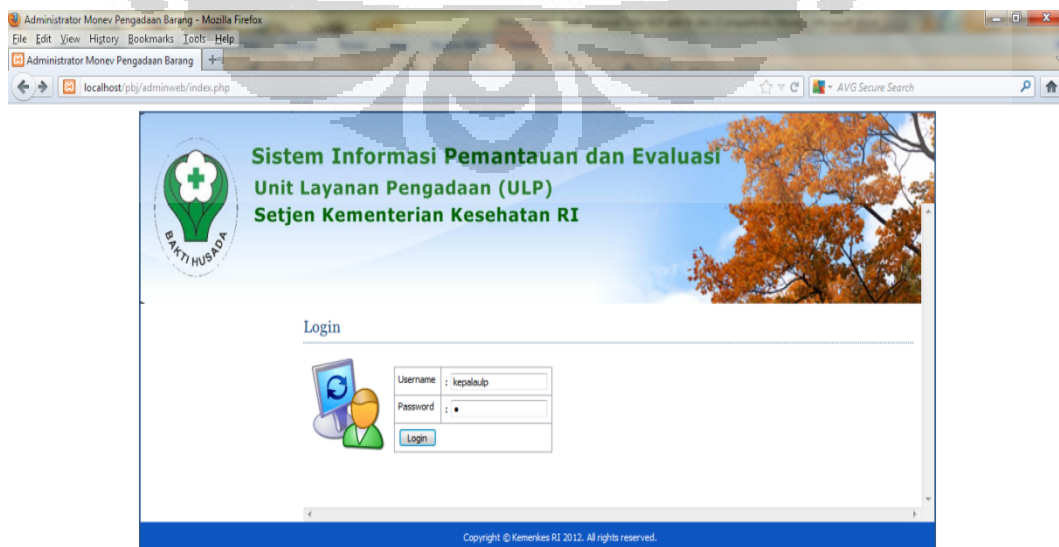 Administrator Monev Pengadaan Barang - Mozilla Firefox
File Edit View History Bookmarks Tools Help
Administrator Monev Pengadaan Barang
localhost/pbj/adminweb/index.php
AVG Secure Search
Sistem Informasi Pemantauan dan Evaluasi
Unit Layanan Pengadaan (ULP)
Setjen Kementerian Kesehatan RI
BAKTI HUSADA
Login
Username : kepalaulp
Password : •
Login
Copyright © Kemenkes RI 2012. All rights reserved.